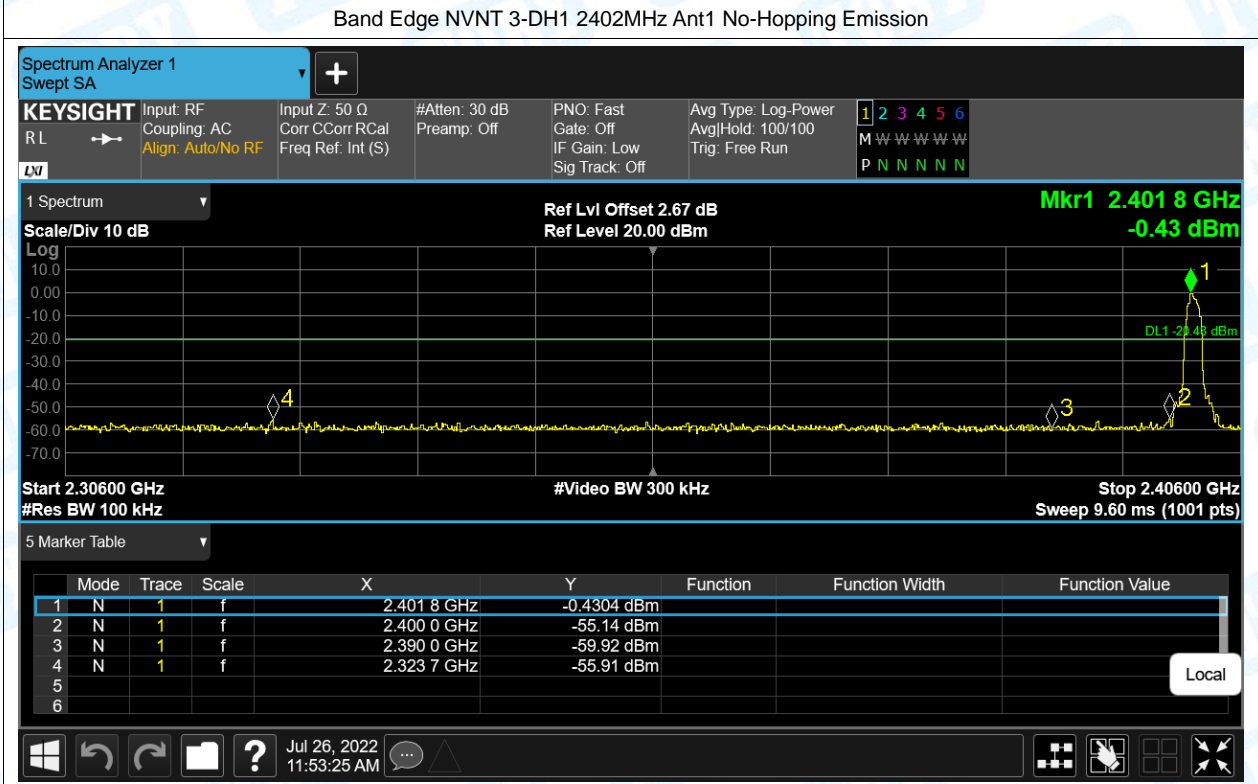 Band Edge NVNT 3-DH1 2402MHz Ant1 No-Hopping Emission
Spectrum Analyzer 1
Swept SA
KEYSIGHT Input: RF Input Z: 50 Ω #Atten: 30 dB PNO: Fast Avg Type: Log-Power 1 2 3 4 5 6
RL Coupling: AC Corr CCorr RCal Preamp: Off Gate: Off Avg|Hold: 100/100 M W W W W W
Align: Auto/No RF Freq Ref: Int (S) IF Gain: Low Trig: Free Run
LXI Sig Track: Off P N N N N N
1 Spectrum Ref Lvl Offset 2.67 dB Mkr1 2.401 8 GHz
Scale/Div 10 dB Ref Level 20.00 dBm -0.43 dBm
Log
10.0 1
0.00
-10.0
-20.0 DL1 -20.43 dBm
-30.0
-40.0
-50.0 4 3 2
-60.0
-70.0
Start 2.30600 GHz #Video BW 300 kHz Stop 2.40600 GHz
#Res BW 100 kHz Sweep 9.60 ms (1001 pts)
5 Marker Table
Mode Trace Scale X Y Function Function Width Function Value
1 N 1 f 2.401 8 GHz -0.4304 dBm
2 N 1 f 2.400 0 GHz -55.14 dBm
3 N 1 f 2.390 0 GHz -59.92 dBm
4 N 1 f 2.323 7 GHz -55.91 dBm
5
6
Local
? Jul 26, 2022
11:53:25 AM